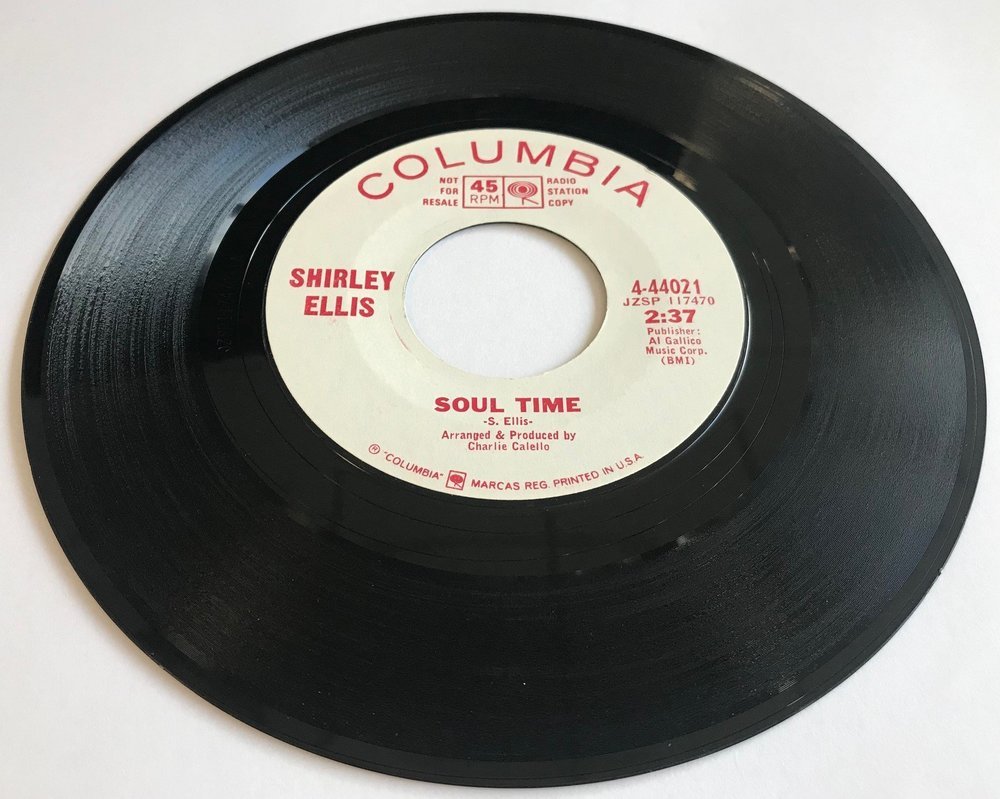 COLUMBIA
NOT
FOR
RESALE
45
RPM
RADIO
STATION
COPY
SHIRLEY
ELLIS
4-44021
JZSP 117470
2:37
Publisher:
Al Gallico
Music Corp.
(BMI)
SOUL TIME
-S. Ellis-
Arranged & Produced by
Charlie Calello
® "COLUMBIA" MARCAS REG. PRINTED IN U.S.A.